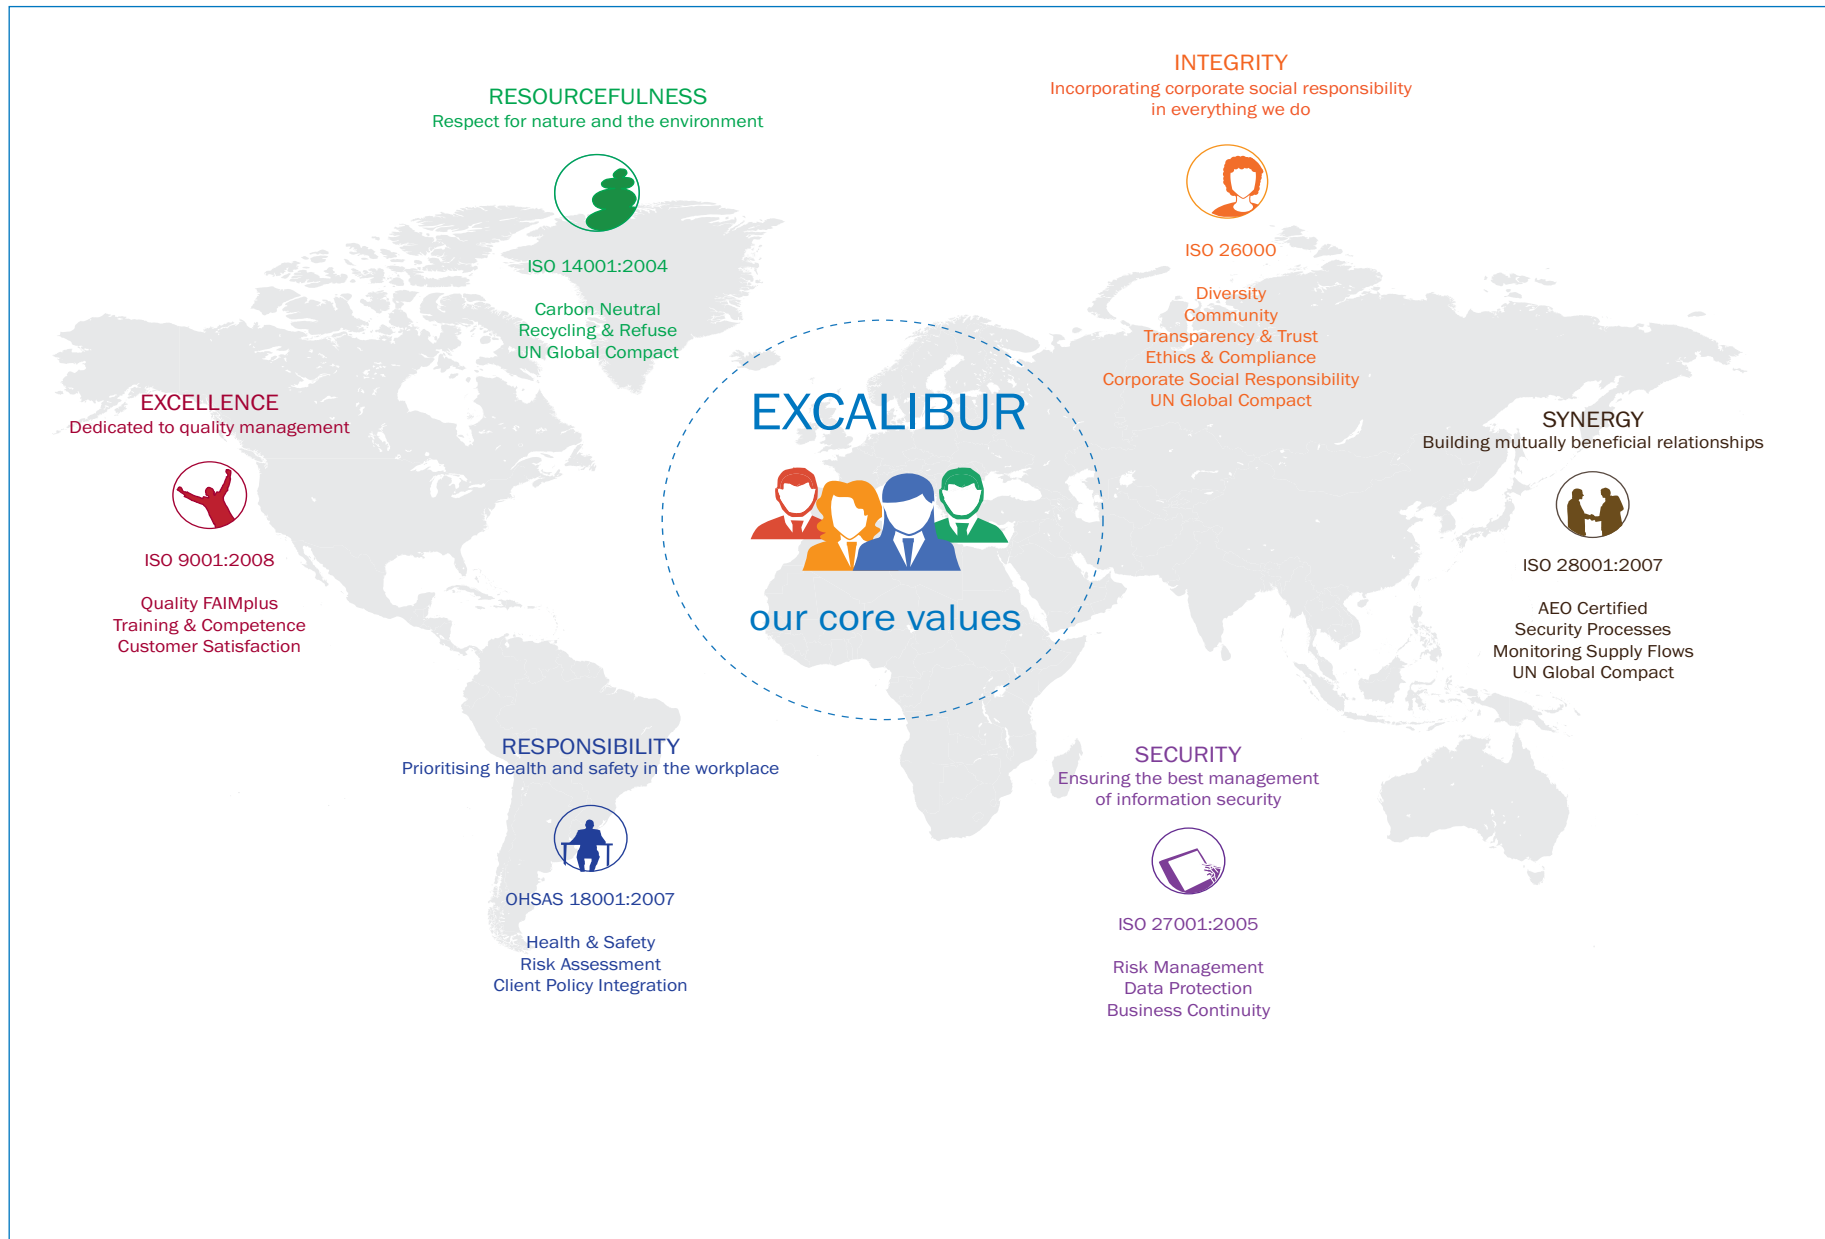 RESOURCEFULNESS
Respect for nature and the environment
ISO 14001:2004
Carbon Neutral
Recycling & Refuse
UN Global Compact
INTEGRITY
Incorporating corporate social responsibility
in everything we do
ISO 26000
Diversity
Community
Transparency & Trust
Ethics & Compliance
Corporate Social Responsibility
UN Global Compact
EXCELLENCE
Dedicated to quality management
ISO 9001:2008
Quality FAIMplus
Training & Competence
Customer Satisfaction
EXCALIBUR
our core values
SYNERGY
Building mutually beneficial relationships
ISO 28001:2007
AEO Certified
Security Processes
Monitoring Supply Flows
UN Global Compact
RESPONSIBILITY
Prioritising health and safety in the workplace
OHSAS 18001:2007
Health & Safety
Risk Assessment
Client Policy Integration
SECURITY
Ensuring the best management
of information security
ISO 27001:2005
Risk Management
Data Protection
Business Continuity